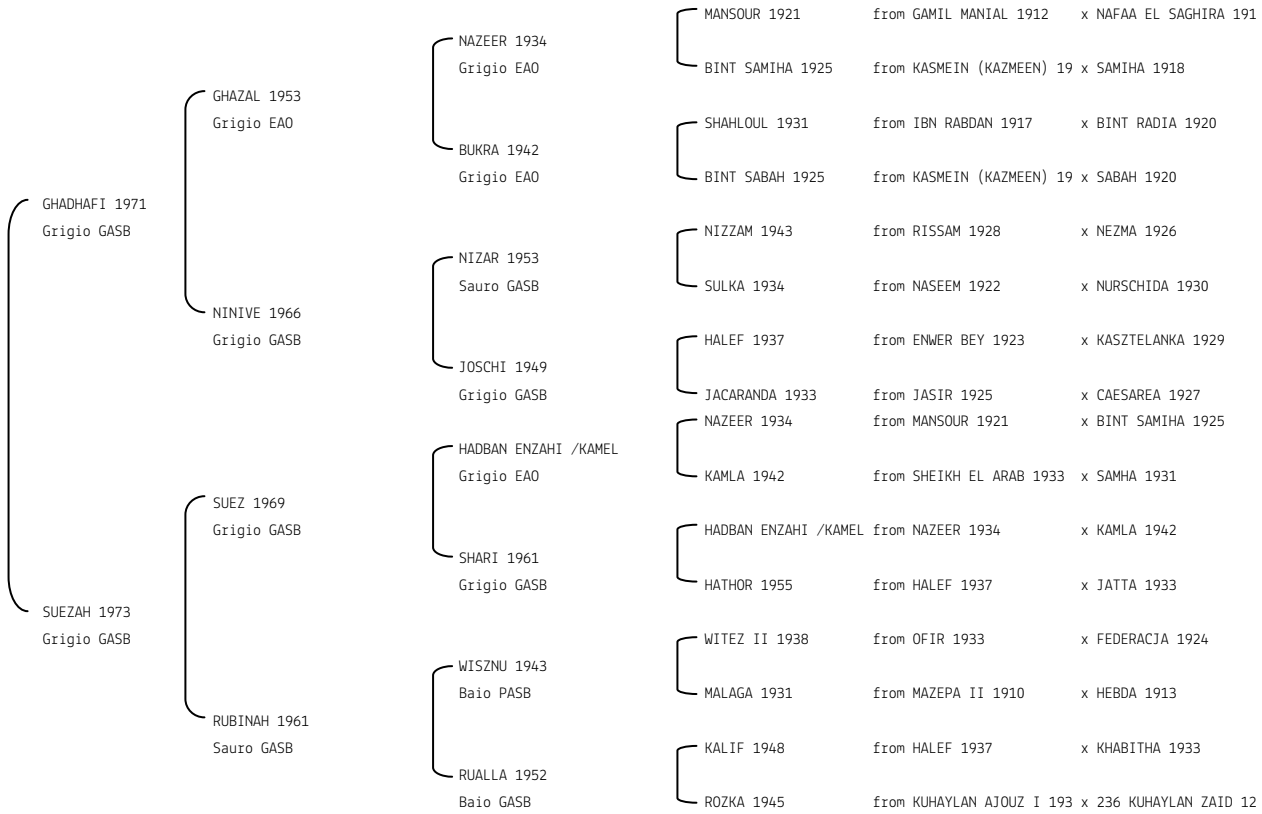 MANSOUR 1921 from GAMIL MANIAL 1912 x NAFAA EL SAGHIRA 191
NAZEER 1934
Grigio EAO BINT SAMIHA 1925 from KASMEIN (KAZMEEN) 19 x SAMIHA 1918
GHAZAL 1953
Grigio EAO SHAHLOUL 1931 from IBN RABDAN 1917 x BINT RADIA 1920
BUKRA 1942
Grigio EAO BINT SABAH 1925 from KASMEIN (KAZMEEN) 19 x SABAH 1920
GHADHAFI 1971
Grigio GASB NIZZAM 1943 from RISSAM 1928 x NEZMA 1926
NIZAR 1953
Sauro GASB SULKA 1934 from NASEEM 1922 x NURSCHIDA 1930
NINIVE 1966
Grigio GASB HALEF 1937 from ENWER BEY 1923 x KASZTELANKA 1929
JOSCHI 1949
Grigio GASB JACARANDA 1933 from JASIR 1925 x CAESAREA 1927
NAZEER 1934 from MANSOUR 1921 x BINT SAMIHA 1925
HADBAN ENZAHI /KAMEL
Grigio EAO KAMLA 1942 from SHEIKH EL ARAB 1933 x SAMHA 1931
SUEZ 1969
Grigio GASB HADBAN ENZAHI /KAMEL from NAZEER 1934 x KAMLA 1942
SHARI 1961
Grigio GASB HATHOR 1955 from HALEF 1937 x JATTA 1933
SUEZAH 1973
Grigio GASB WITEZ II 1938 from OFIR 1933 x FEDERACJA 1924
WISZNU 1943
Baio PASB MALAGA 1931 from MAZEPA II 1910 x HEBDA 1913
RUBINAH 1961
Sauro GASB KALIF 1948 from HALEF 1937 x KHABITHA 1933
RUALLA 1952
Baio GASB ROZKA 1945 from KUHAYLAN AJOUZ I 193 x 236 KUHAYLAN ZAID 12